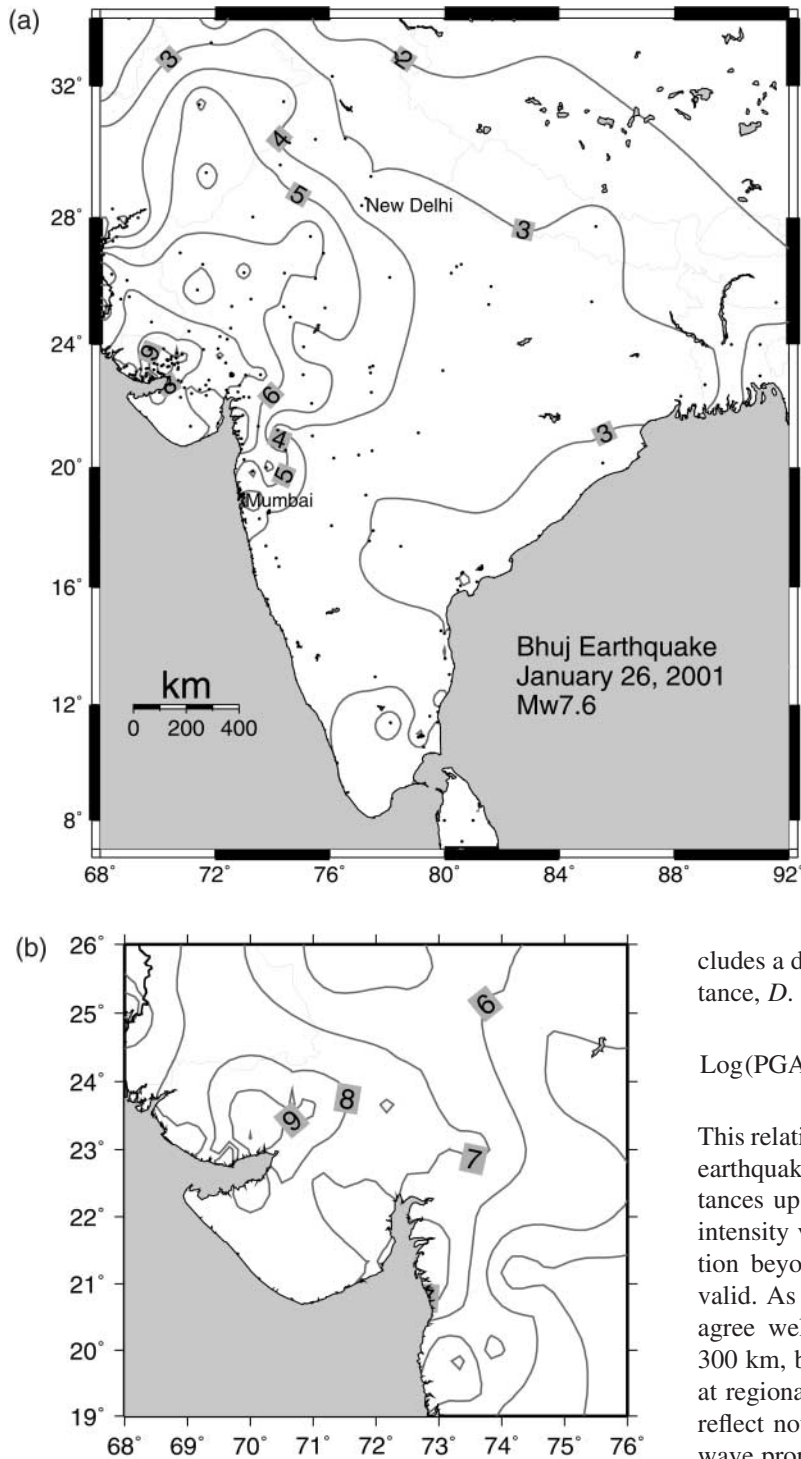 (a)
32°
28°
24°
20°
16°
12°
8°
3
2
4
5
New Delhi
3
9
6
4
3
5
Mumbai
Bhuj Earthquake
January 26, 2001
Mw7.6
km
0 200 400
68° 72° 76° 80° 84° 88° 92°
(b)
26°
25°
24°
23°
22°
21°
20°
19°
6
8
9
7
68 69° 70° 71° 72° 73° 74° 75° 76°
cludes a d
tance, D.
Log(PGA
This relati
earthquak
tances up
intensity v
tion beyo
valid. As
agree wel
300 km, b
at regiona
reflect no
wave prop